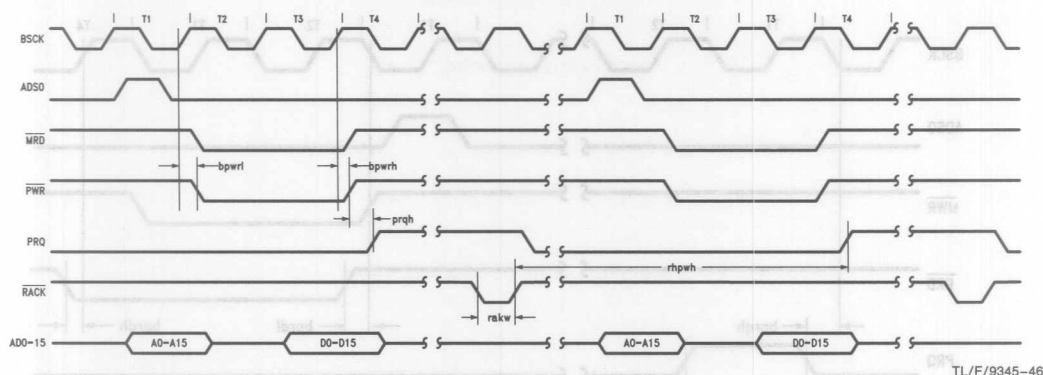 T1 T2 T3 T4 T1 T2 T3 T4
BSCK
ADS0
MRD
bpwrl bpwrh
PWR
prqh
PRQ
rhpwh
RACK
rakw
AD0-15 A0-A15 D0-D15 A0-A15 D0-D15
TL/F/9345-46